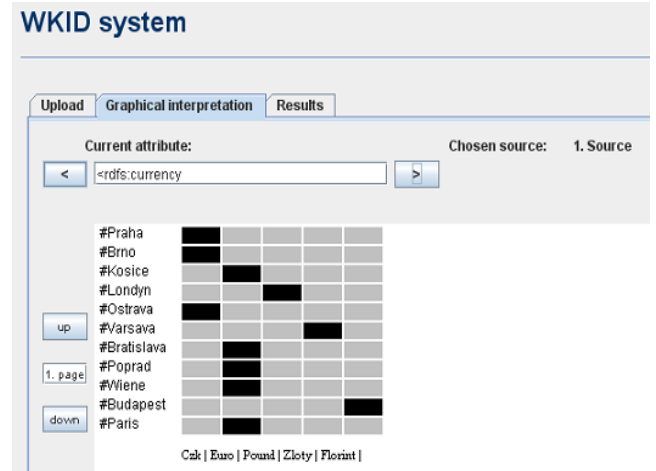 WKID system
Upload Graphical interpretation Results
Current attribute: Chosen source: 1. Source
< <rdfs:currency >
#Praha
#Brno
#Kosice
#Londyn
#Ostrava
up #Varsava
#Bratislava
1. page #Poprad
#Wiene
#Budapest
down #Paris
Czk | Euro | Pound | Zloty | Florint |